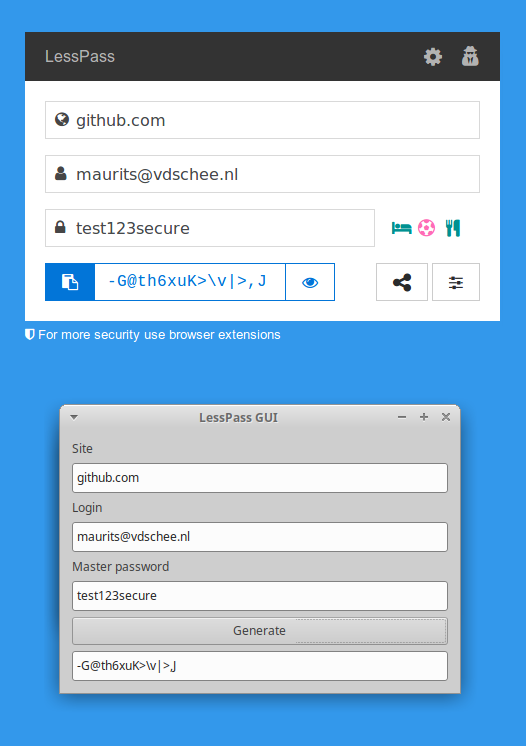 LessPass
github.com
maurits@vdschee.nl
test123secure
-G@th6xuK>\v|>,J
For more security use browser extensions
LessPass GUI
Site
github.com
Login
maurits@vdschee.nl
Master password
test123secure
Generate
-G@th6xuK>\v|>,J